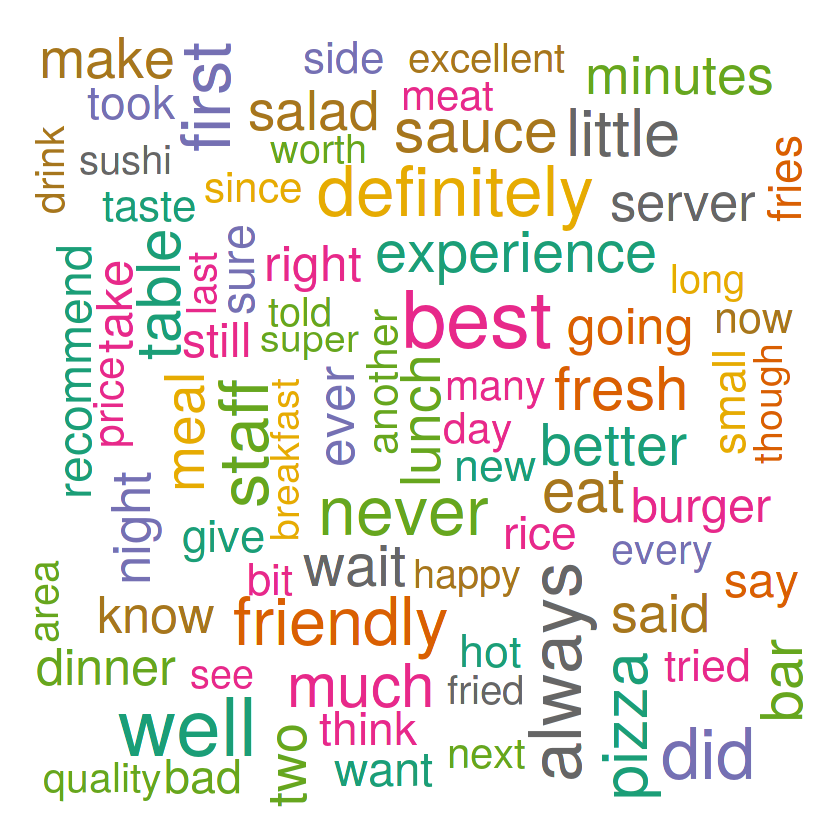 make
side
excellent
minutes
first
took
salad
meat
sauce
little
drink
sushi
worth
fries
taste
since
definitely
server
recommend
take
table
last
sure
right
experience
long
told
best
going
now
still
super
another
price
meal
staff
breakfast
ever
lunch
many
fresh
small
though
day
better
new
night
never
eat
burger
give
rice
every
area
bit
wait
happy
always
say
know
friendly
said
dinner
see
much
hot
fried
pizza
tried
bar
well
think
two
want
next
did
quality
bad